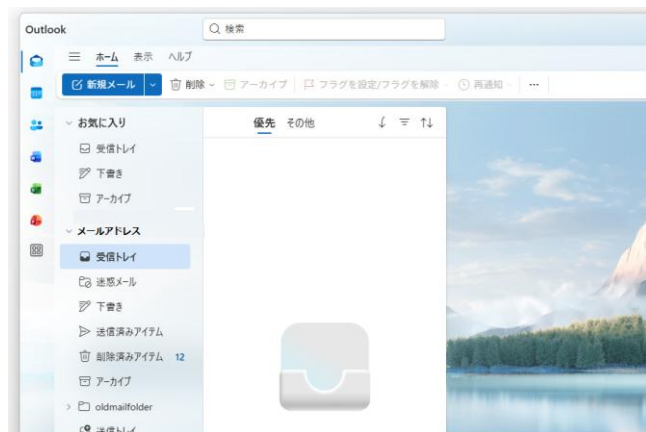 Outlook
検索
ホーム 表示 ヘルプ
新規メール 削除 アーカイブ フラグを設定/フラグを解除 再通知 ...
お気に入り
優先 その他
受信トレイ
下書き
アーカイブ
メールアドレス
受信トレイ
迷惑メール
下書き
送信済みアイテム
削除済みアイテム 12
アーカイブ
oldmailfolder
送信トレイ